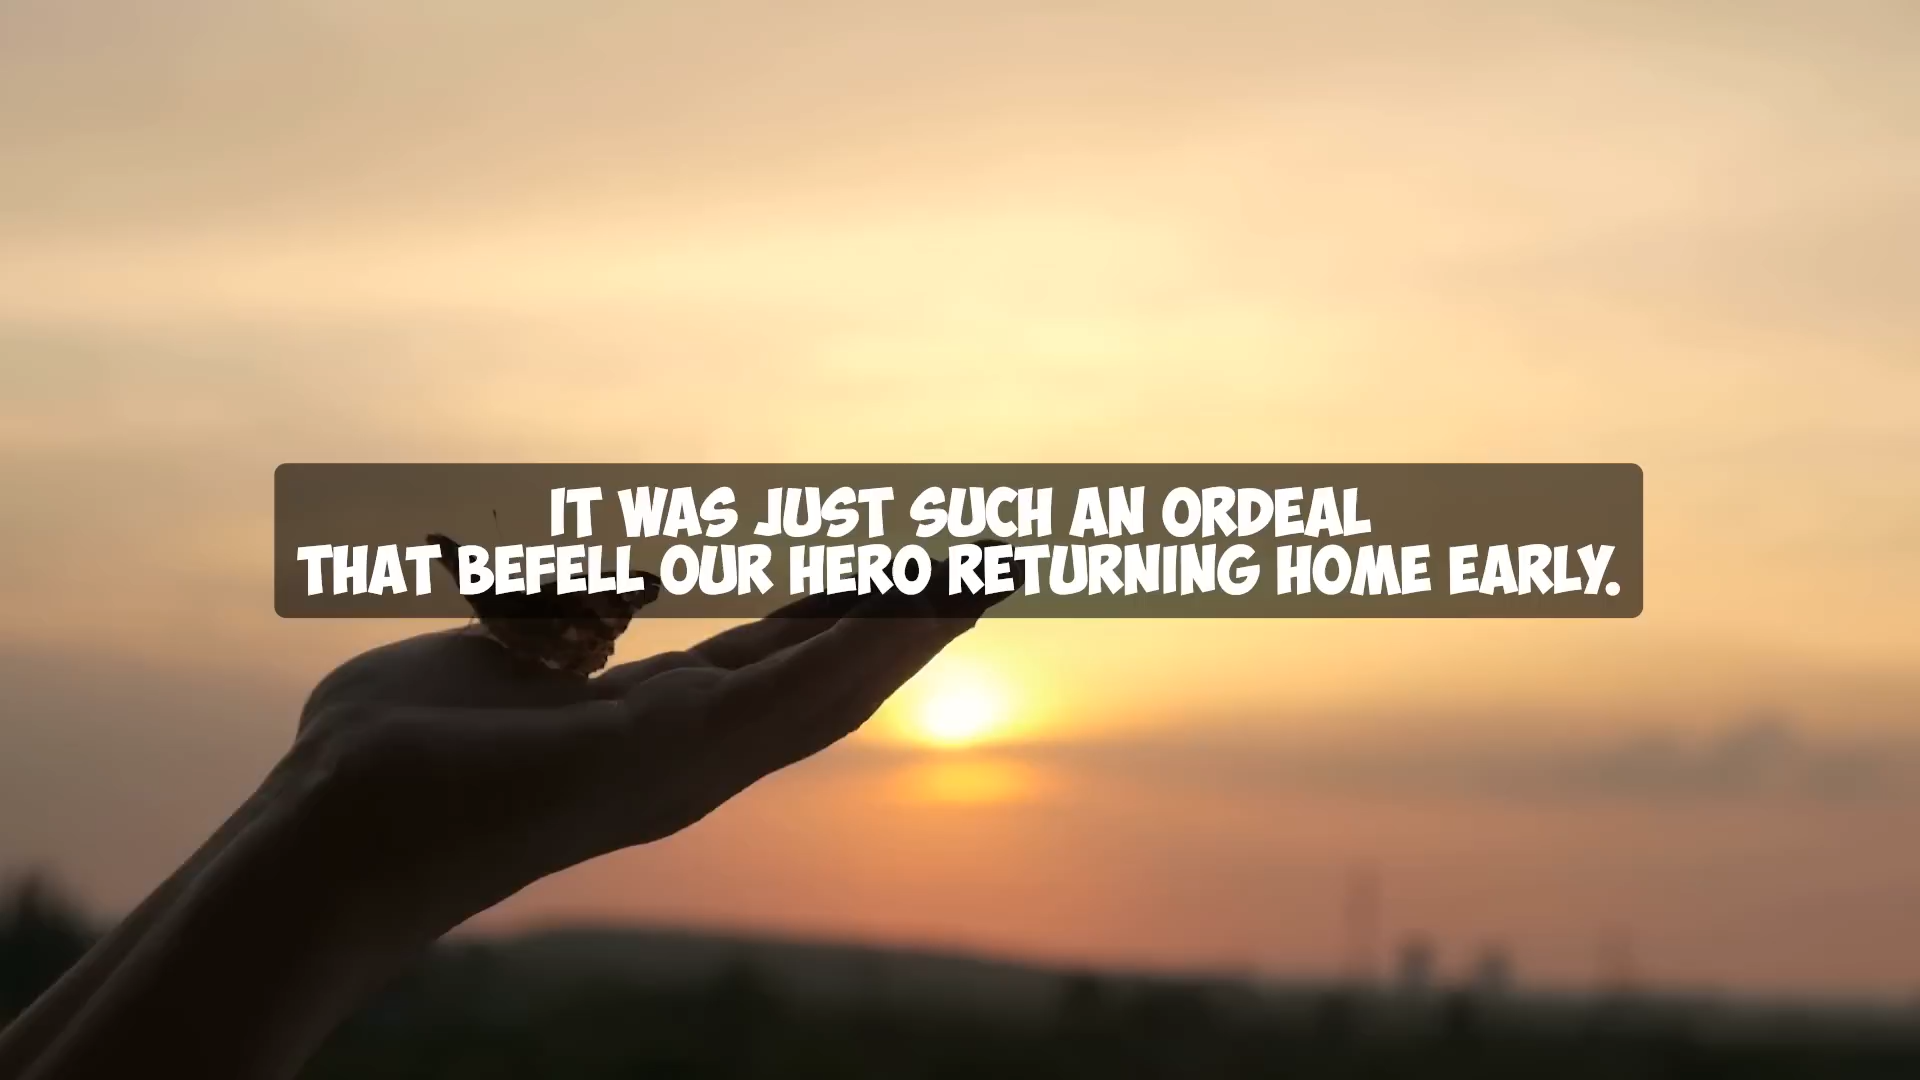 IT WAS JUST SUCH AN ORDEAL
THAT BEFELL OUR HERO RETURNING HOME EARLY.